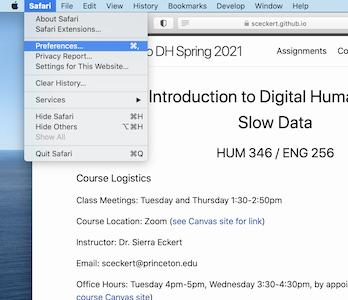 Safari File Edit View History Bookmarks Develop Window Help
About Safari
Safari Extensions...
Preferences... ⌘,
Privacy Report...
Settings for This Website...
Clear History...
Services ▶
Hide Safari ⌘H
Hide Others ⌥⌘H
Show All
Quit Safari ⌘Q
sceckert.github.io
o DH Spring 2021 Assignments Co
Introduction to Digital Huma
Slow Data
HUM 346 / ENG 256
Course Logistics
Class Meetings: Tuesday and Thursday 1:30-2:50pm
Course Location: Zoom (see Canvas site for link)
Instructor: Dr. Sierra Eckert
Email: sceckert@princeton.edu
Office Hours: Tuesday 4pm-5pm, Wednesday 3:30-4:30pm, by appoi
course Canvas site)